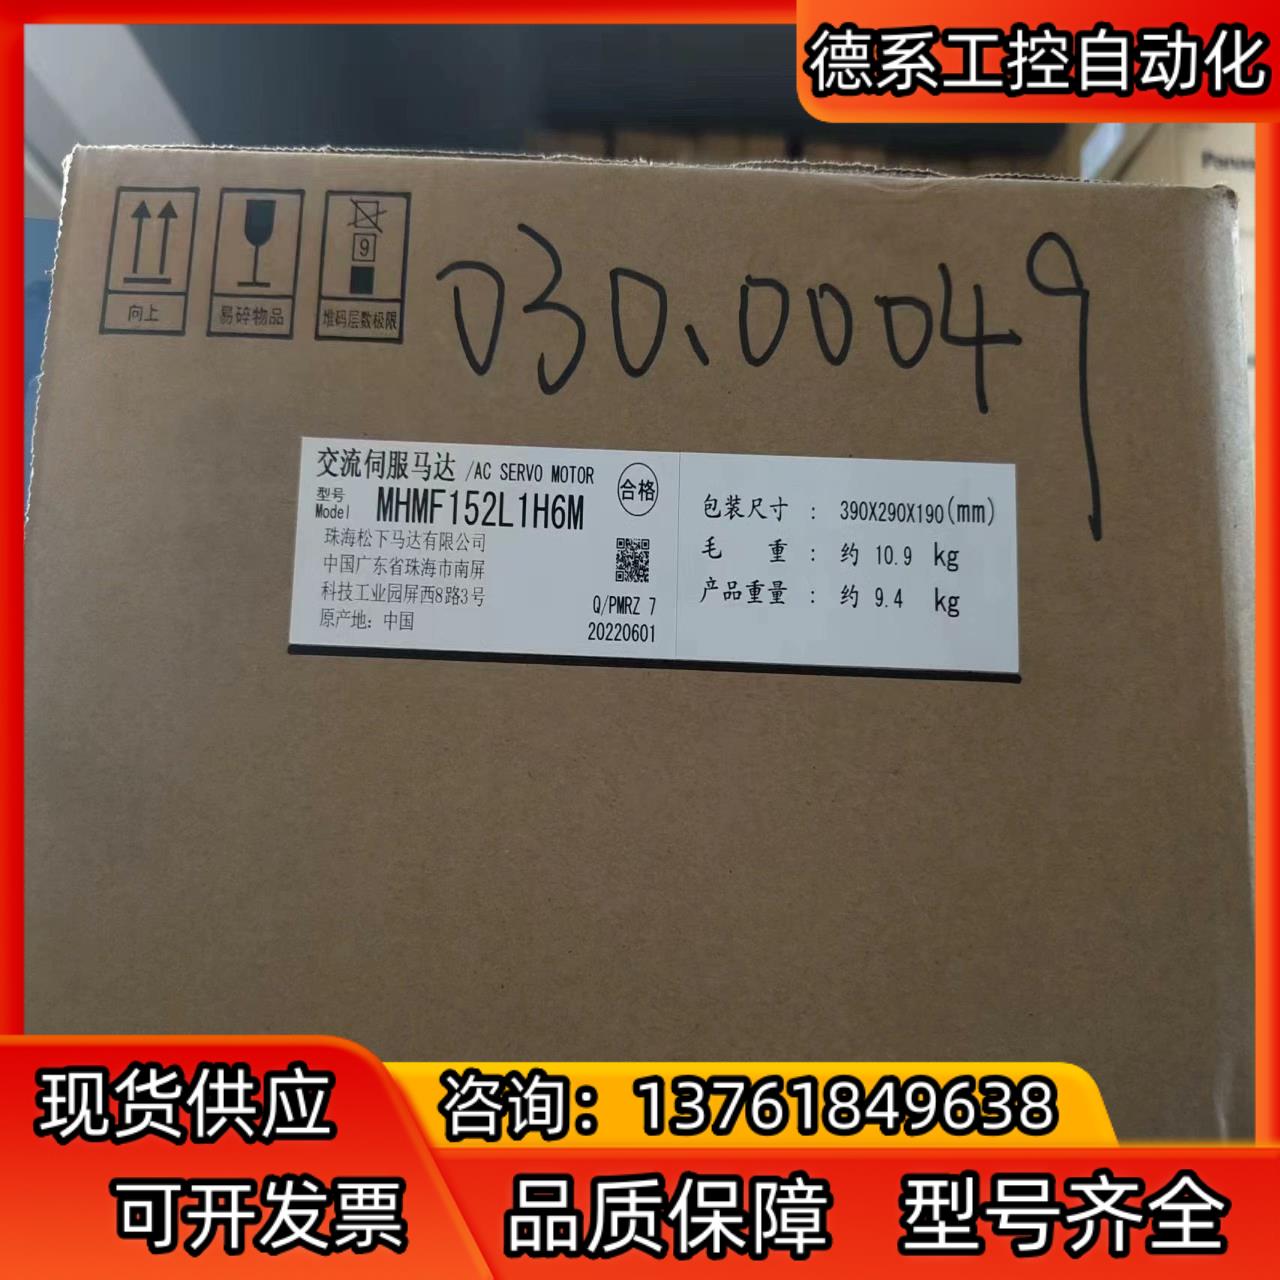 德系工控自动化
向上
易碎物品
9
堆码层数极限
030.00049
交流伺服马达 /AC SERVO MOTOR
合格
型号
Model MHMF152L1H6M
珠海松下马达有限公司
中国广东省珠海市南屏
科技工业园屏西8路3号
原产地：中国
Q/PMRZ 7
20220601
包装尺寸 ： 390X290X190(mm)
毛 重 ： 约 10.9 kg
产品重量 ： 约 9.4 kg
现货供应
咨询：13761849638
可开发票
品质保障
型号齐全